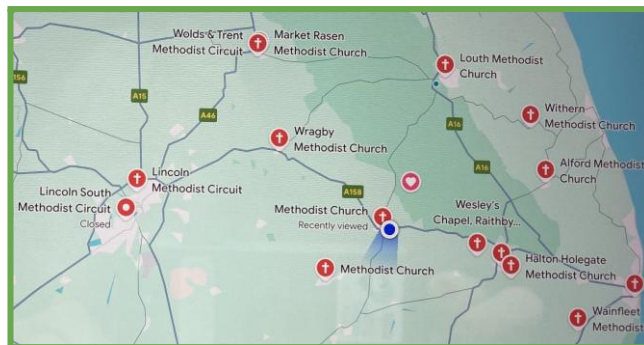 Wolds & Trent
Methodist Circuit
Market Rasen
Methodist Church
Louth Methodist
Church
156
A15
A46
Withern
Methodist Church
A16
Wragby
Methodist Church
Alford Methodist
Church
A16
Lincoln
Methodist Circuit
A158
Lincoln South
Methodist Circuit
Closed
Methodist Church
Recently viewed
Wesley's
Chapel, Raithby...
Methodist Church
Halton Holegate
Methodist Church
Wainfleet
Methodist